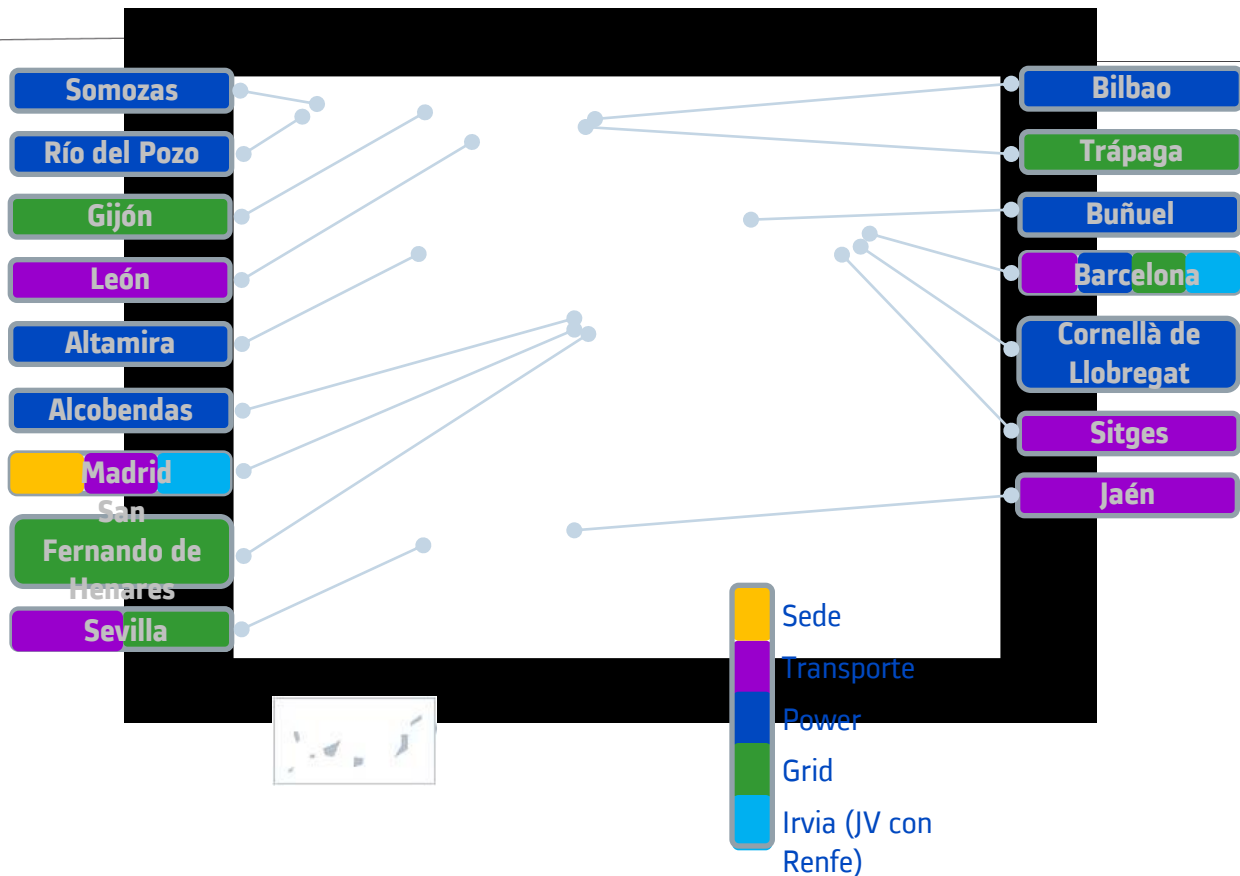 Somozas
Río del Pozo
Gijón
León
Altamira
Alcobendas
Madrid
San
Fernando de
Henares
Sevilla
Bilbao
Trápaga
Buñuel
Barcelona
Cornellà de
Llobregat
Sitges
Jaén
Sede
Transporte
Power
Grid
Irvia (JV con
Renfe)